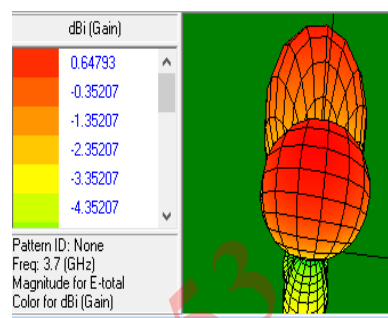 dBi (Gain)
0.64793
-0.35207
-1.35207
-2.35207
-3.35207
-4.35207
Pattern ID: None
Freq: 3.7 (GHz)
Magnitude for E-total
Color for dBi (Gain)
53